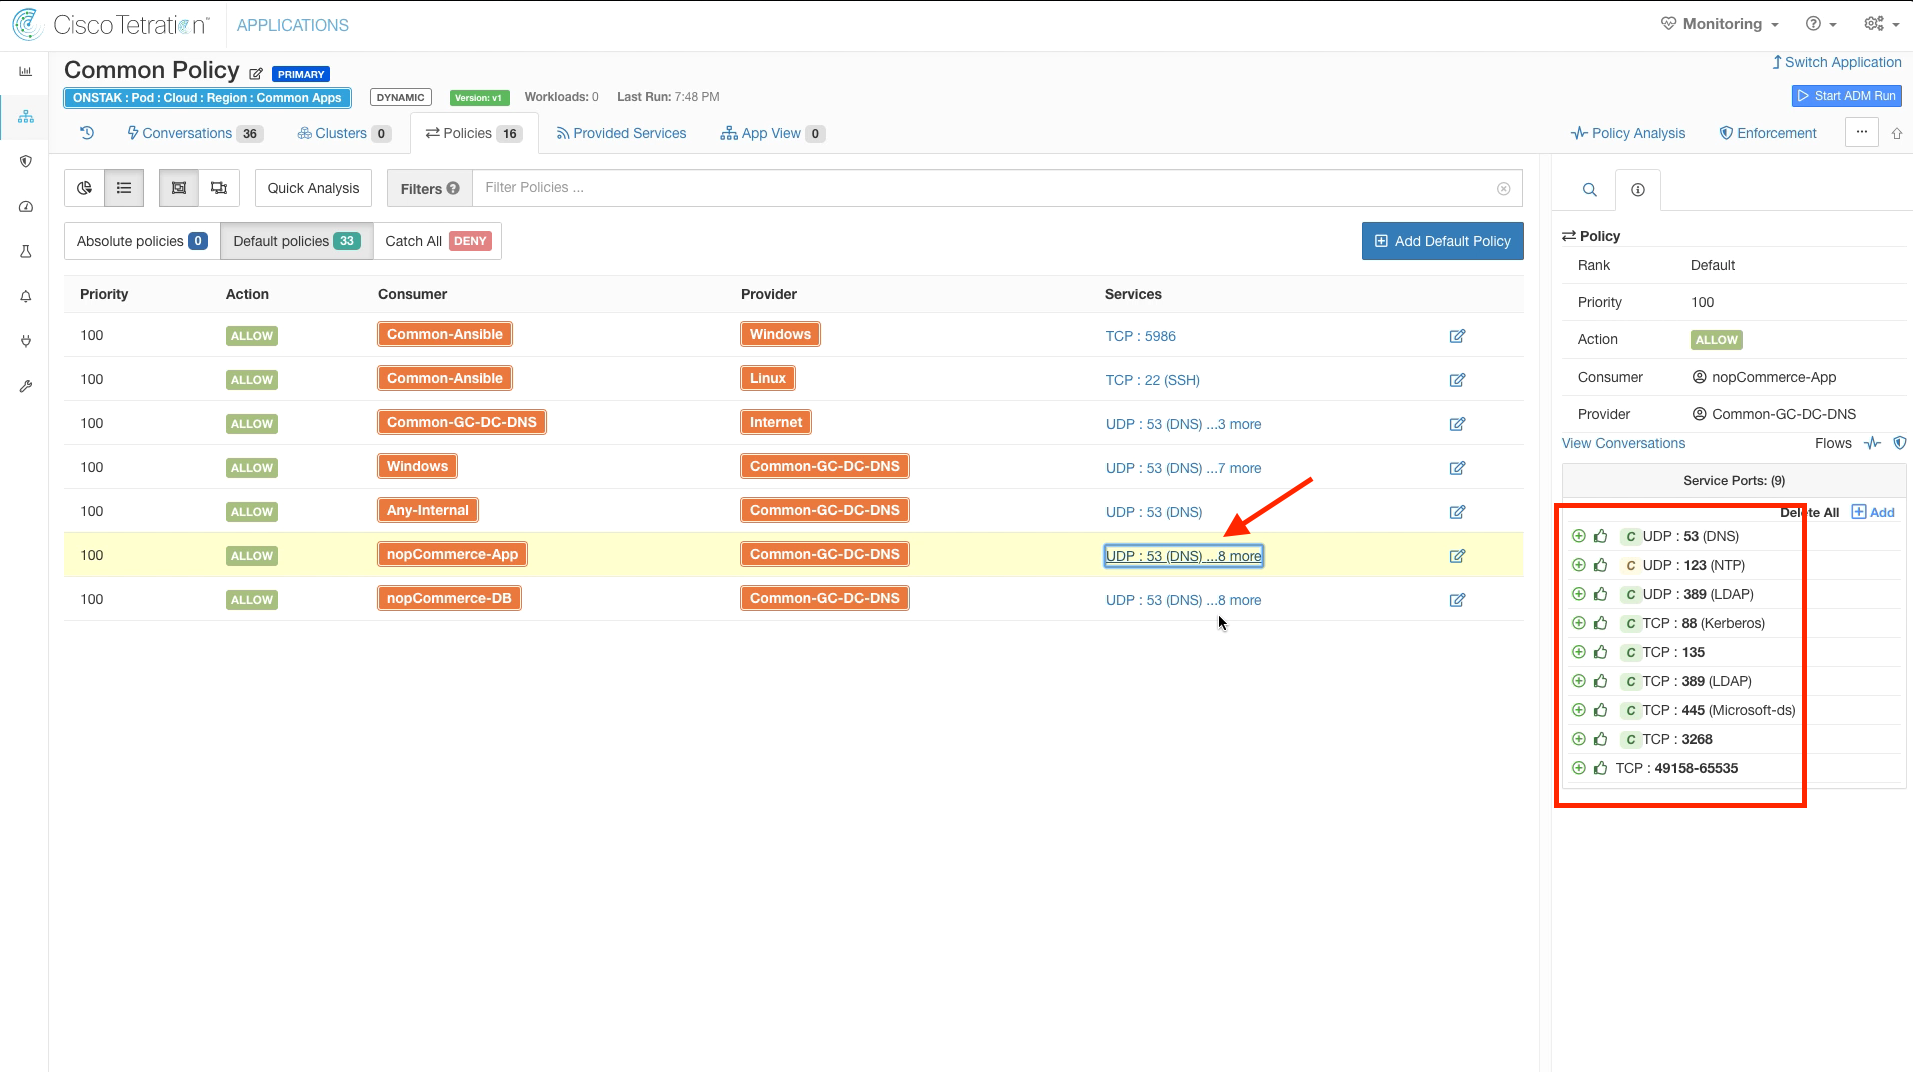 Cisco Tetration™ APPLICATIONS Monitoring
Common Policy PRIMARY Switch Application
ONSTAK : Pod : Cloud : Region : Common Apps DYNAMIC Version: v1 Workloads: 0 Last Run: 7:48 PM Start ADM Run
Conversations 36 Clusters 0 Policies 16 Provided Services App View 0 Policy Analysis Enforcement ...
Quick Analysis Filters ? Filter Policies ...
Absolute policies 0 Default policies 33 Catch All DENY Add Default Policy
Priority Action Consumer Provider Services
100 ALLOW Common-Ansible Windows TCP : 5986
100 ALLOW Common-Ansible Linux TCP : 22 (SSH)
100 ALLOW Common-GC-DC-DNS Internet UDP : 53 (DNS) ...3 more
100 ALLOW Windows Common-GC-DC-DNS UDP : 53 (DNS) ...7 more
100 ALLOW Any-Internal Common-GC-DC-DNS UDP : 53 (DNS)
100 ALLOW nopCommerce-App Common-GC-DC-DNS UDP : 53 (DNS) ...8 more
100 ALLOW nopCommerce-DB Common-GC-DC-DNS UDP : 53 (DNS) ...8 more
Policy
Rank Default
Priority 100
Action ALLOW
Consumer nopCommerce-App
Provider Common-GC-DC-DNS
View Conversations Flows
Service Ports: (9)
Delete All Add
C UDP : 53 (DNS)
C UDP : 123 (NTP)
C UDP : 389 (LDAP)
C TCP : 88 (Kerberos)
C TCP : 135
C TCP : 389 (LDAP)
C TCP : 445 (Microsoft-ds)
C TCP : 3268
TCP : 49158-65535